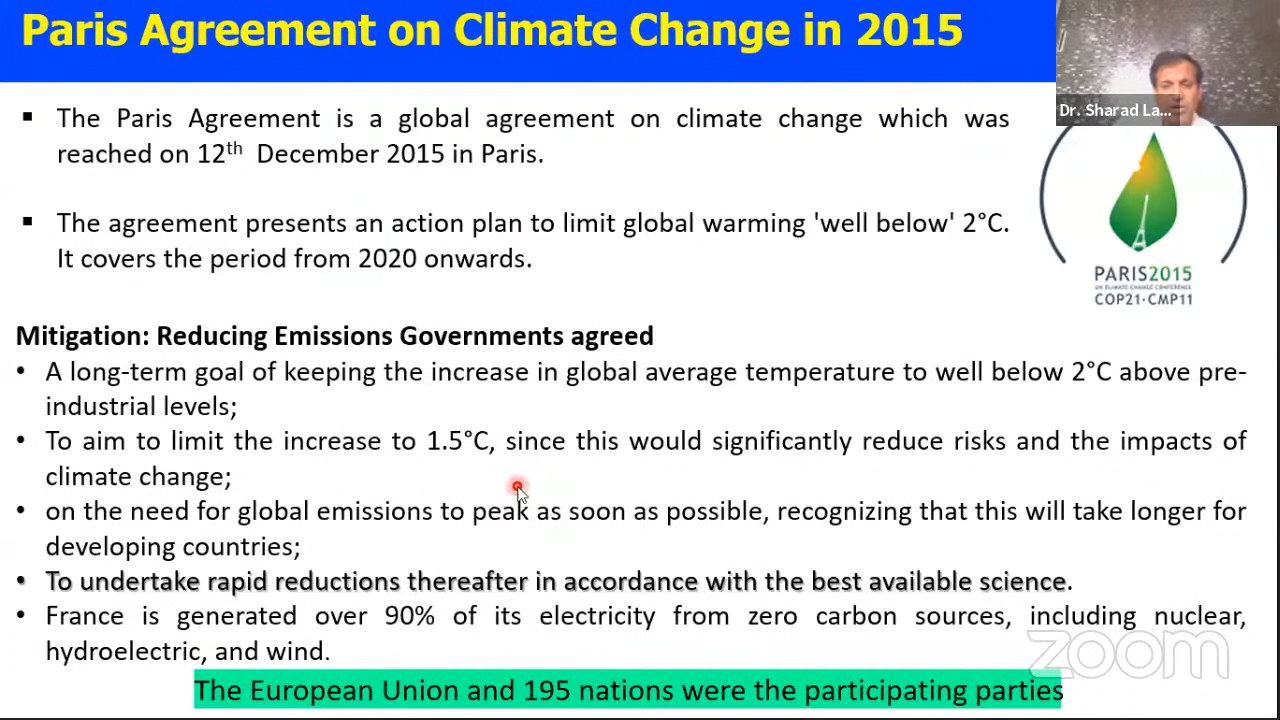 Paris Agreement on Climate Change in 2015
Dr. Sharad La...
▪ The Paris Agreement is a global agreement on climate change which was
reached on 12th December 2015 in Paris.
▪ The agreement presents an action plan to limit global warming 'well below' 2°C.
It covers the period from 2020 onwards.
PARIS2015
UN CLIMATE CHANGE CONFERENCE
COP21·CMP11
Mitigation: Reducing Emissions Governments agreed
• A long-term goal of keeping the increase in global average temperature to well below 2°C above pre-
industrial levels;
• To aim to limit the increase to 1.5°C, since this would significantly reduce risks and the impacts of
climate change;
• on the need for global emissions to peak as soon as possible, recognizing that this will take longer for
developing countries;
• To undertake rapid reductions thereafter in accordance with the best available science.
• France is generated over 90% of its electricity from zero carbon sources, including nuclear,
hydroelectric, and wind.
zoom
The European Union and 195 nations were the participating parties